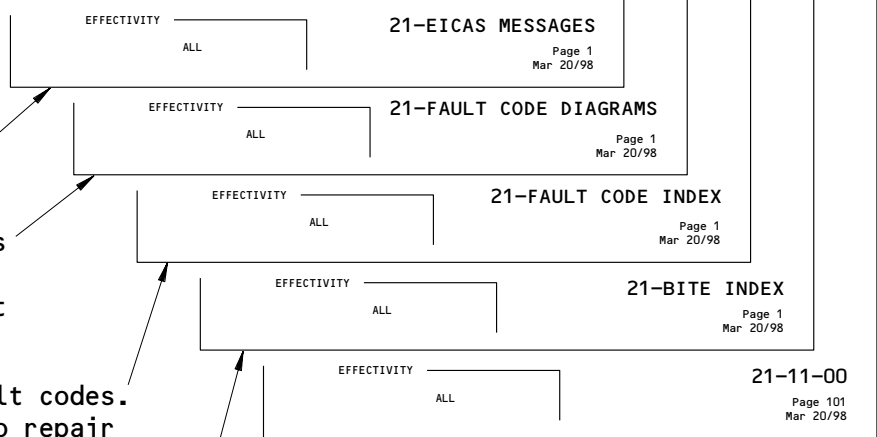 EFFECTIVITY
21-EICAS MESSAGES
ALL
Page 1
Mar 20/98
EFFECTIVITY
21-FAULT CODE DIAGRAMS
ALL
Page 1
Mar 20/98
EFFECTIVITY
21-FAULT CODE INDEX
ALL
Page 1
Mar 20/98
EFFECTIVITY
21-BITE INDEX
ALL
Page 1
Mar 20/98
EFFECTIVITY
21-11-00
ALL
Page 101
Mar 20/98
codes.
repair